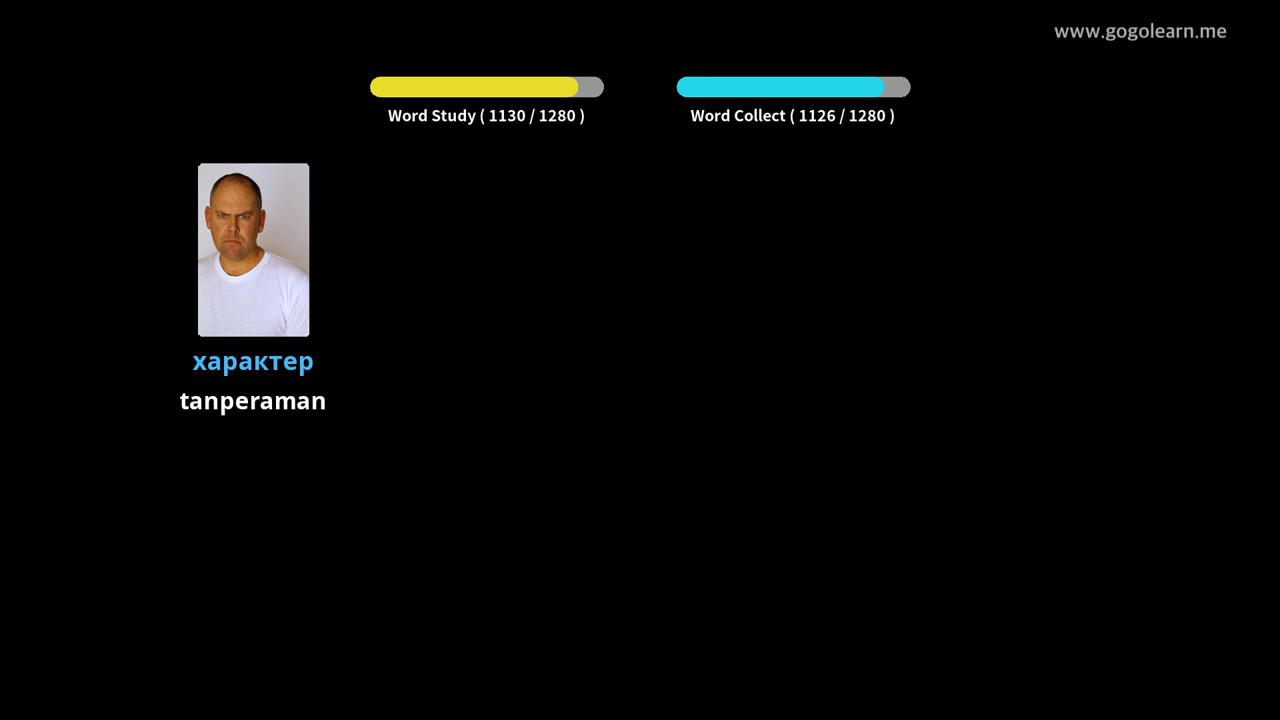 www.gogolearn.me
Word Study ( 1130 / 1280 )
Word Collect ( 1126 / 1280 )
характер
tanperaman